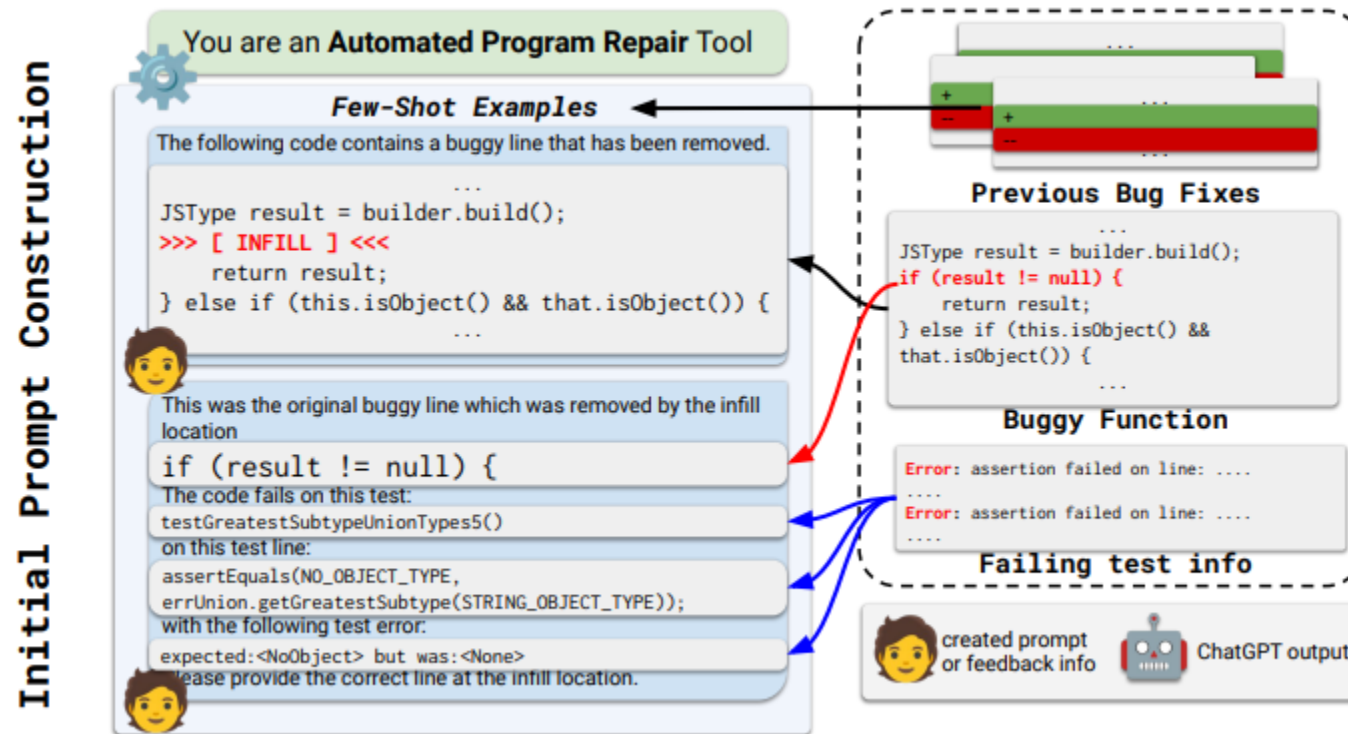 Initial Prompt Construction
You are an Automated Program Repair Tool
Few-Shot Examples
The following code contains a buggy line that has been removed.
...
JSType result = builder.build();
>>> [ INFILL ] <<<
return result;
} else if (this.isObject() && that.isObject()) {
...
This was the original buggy line which was removed by the infill
location
if (result != null) {
The code fails on this test:
testGreatestSubtypeUnionTypes5()
on this test line:
assertEquals(NO_OBJECT_TYPE,
errUnion.getGreatestSubtype(STRING_OBJECT_TYPE));
with the following test error:
expected:<NoObject> but was:<None>
Please provide the correct line at the infill location.
...
+
--
...
+
--
...
Previous Bug Fixes
...
JSType result = builder.build();
if (result != null) {
return result;
} else if (this.isObject() &&
that.isObject()) {
...
Buggy Function
Error: assertion failed on line: ....
....
Error: assertion failed on line: ....
....
Failing test info
created prompt
or feedback info
ChatGPT output